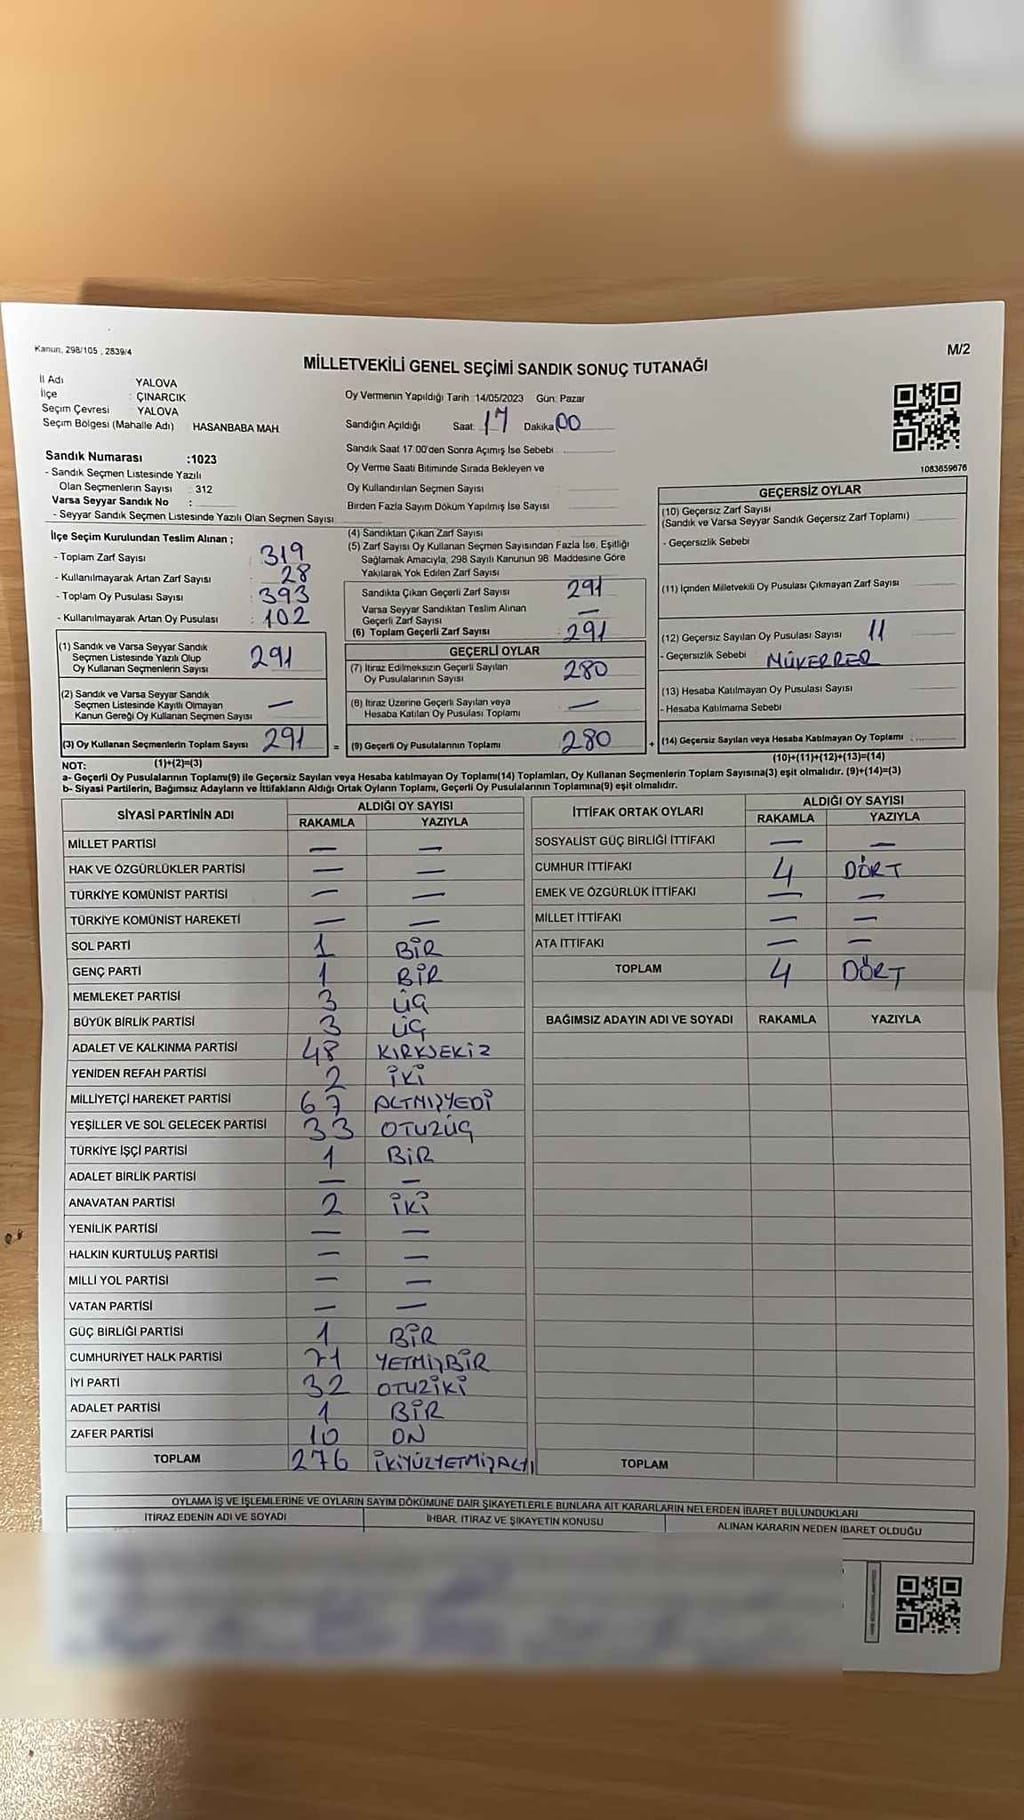 Kanun, 298/105 , 2839/4
M/2
MİLLETVEKİLİ GENEL SEÇİMİ SANDIK SONUÇ TUTANAĞI
İl Adı YALOVA
İlçe : ÇINARCIK
Seçim Çevresi YALOVA
Seçim Bölgesi (Mahalle Adı) HASANBABA MAH.
Sandık Numarası :1023
- Sandık Seçmen Listesinde Yazılı
Olan Seçmenlerin Sayısı : 312
Varsa Seyyar Sandık No :
- Seyyar Sandık Seçmen Listesinde Yazılı Olan Seçmen Sayısı
Oy Vermenin Yapıldığı Tarih :14/05/2023 Gün: Pazar
Sandığın Açıldığı Saat: 17 Dakika 00
Sandık Saat 17.00'den Sonra Açımış İse Sebebi
Oy Verme Saati Bitiminde Sırada Bekleyen ve
Oy Kullandırılan Seçmen Sayısı
Birden Fazla Sayım Döküm Yapılmış İse Sayısı
1083659676
İlçe Seçim Kurulundan Teslim Alınan ;
- Toplam Zarf Sayısı : 319
- Kullanılmayarak Artan Zarf Sayısı : 28
- Toplam Oy Pusulası Sayısı : 393
- Kullanılmayarak Artan Oy Pusulası : 102
(1) Sandık ve Varsa Seyyar Sandık
Seçmen Listesinde Yazılı Olup
Oy Kullanan Seçmenlerin Sayısı 291
(2) Sandık ve Varsa Seyyar Sandık
Seçmen Listesinde Kayıtlı Olmayan
Kanun Gereği Oy Kullanan Seçmen Sayısı —
(3) Oy Kullanan Seçmenlerin Toplam Sayısı 291 =
(1)+(2)=(3)
(4) Sandıktan Çıkan Zarf Sayısı
(5) Zarf Sayısı Oy Kullanan Seçmen Sayısından Fazla İse, Eşitliği
Sağlamak Amacıyla, 298 Sayılı Kanunun 98. Maddesine Göre
Yakılarak Yok Edilen Zarf Sayısı
Sandıkta Çıkan Geçerli Zarf Sayısı 291
Varsa Seyyar Sandıktan Teslim Alınan
Geçerli Zarf Sayısı —
(6) Toplam Geçerli Zarf Sayısı 291
GEÇERLİ OYLAR
(7) İtiraz Edilmeksizin Geçerli Sayılan
Oy Pusulalarının Sayısı 280
(8) İtiraz Üzerine Geçerli Sayılan veya
Hesaba Katılan Oy Pusulası Toplamı —
(9) Geçerli Oy Pusulalarının Toplamı 280 +
GEÇERSİZ OYLAR
(10) Geçersiz Zarf Sayısı
(Sandık ve Varsa Seyyar Sandık Geçersiz Zarf Toplamı)
- Geçersizlik Sebebi
(11) İçinden Milletvekili Oy Pusulası Çıkmayan Zarf Sayısı
(12) Geçersiz Sayılan Oy Pusulası Sayısı 11
- Geçersizlik Sebebi MÜKERRER
(13) Hesaba Katılmayan Oy Pusulası Sayısı
- Hesaba Katılmama Sebebi
(14) Geçersiz Sayılan veya Hesaba Katılmayan Oy Toplamı :
(10)+(11)+(12)+(13)=(14)
NOT:
a- Geçerli Oy Pusulalarının Toplamı(9) ile Geçersiz Sayılan veya Hesaba katılmayan Oy Toplamı(14) Toplamları, Oy Kullanan Seçmenlerin Toplam Sayısına(3) eşit olmalıdır. (9)+(14)=(3)
b- Siyasi Partilerin, Bağımsız Adayların ve İttifakların Aldığı Ortak Oyların Toplamı, Geçerli Oy Pusulalarının Toplamına(9) eşit olmalıdır.
SİYASİ PARTİNİN ADI ALDIĞI OY SAYISI
RAKAMLA YAZIYLA
MİLLET PARTİSİ — —
HAK VE ÖZGÜRLÜKLER PARTİSİ — —
TÜRKİYE KOMÜNİST PARTİSİ — —
TÜRKİYE KOMÜNİST HAREKETİ — —
SOL PARTİ 1 BİR
GENÇ PARTİ 1 BİR
MEMLEKET PARTİSİ 3 ÜÇ
BÜYÜK BİRLİK PARTİSİ 3 ÜÇ
ADALET VE KALKINMA PARTİSİ 48 KIRKSEKİZ
YENİDEN REFAH PARTİSİ 2 İKİ
MİLLİYETÇİ HAREKET PARTİSİ 67 ALTMIŞYEDİ
YEŞİLLER VE SOL GELECEK PARTİSİ 33 OTUZÜÇ
TÜRKİYE İŞÇİ PARTİSİ 1 BİR
ADALET BİRLİK PARTİSİ — —
ANAVATAN PARTİSİ 2 İKİ
YENİLİK PARTİSİ — —
HALKIN KURTULUŞ PARTİSİ — —
MİLLİ YOL PARTİSİ — —
VATAN PARTİSİ — —
GÜÇ BİRLİĞİ PARTİSİ 1 BİR
CUMHURİYET HALK PARTİSİ 71 YETMİŞBİR
İYİ PARTİ 32 OTUZİKİ
ADALET PARTİSİ 1 BİR
ZAFER PARTİSİ 10 ON
TOPLAM 276 İKİYÜZYETMİŞALTI
İTTİFAK ORTAK OYLARI ALDIĞI OY SAYISI
RAKAMLA YAZIYLA
SOSYALİST GÜÇ BİRLİĞİ İTTİFAKI — —
CUMHUR İTTİFAKI 4 DÖRT
EMEK VE ÖZGÜRLÜK İTTİFAKI — —
MİLLET İTTİFAKI — —
ATA İTTİFAKI — —
TOPLAM 4 DÖRT
BAĞIMSIZ ADAYIN ADI VE SOYADI RAKAMLA YAZIYLA
TOPLAM
OYLAMA İŞ VE İŞLEMLERİNE VE OYLARIN SAYIM DÖKÜMÜNE DAİR ŞİKAYETLERLE BUNLARA AİT KARARLARIN NELERDEN İBARET BULUNDUKLARI
İTİRAZ EDENİN ADI VE SOYADI İHBAR, İTİRAZ VE ŞİKAYETİN KONUSU ALINAN KARARIN NEDEN İBARET OLDUĞU